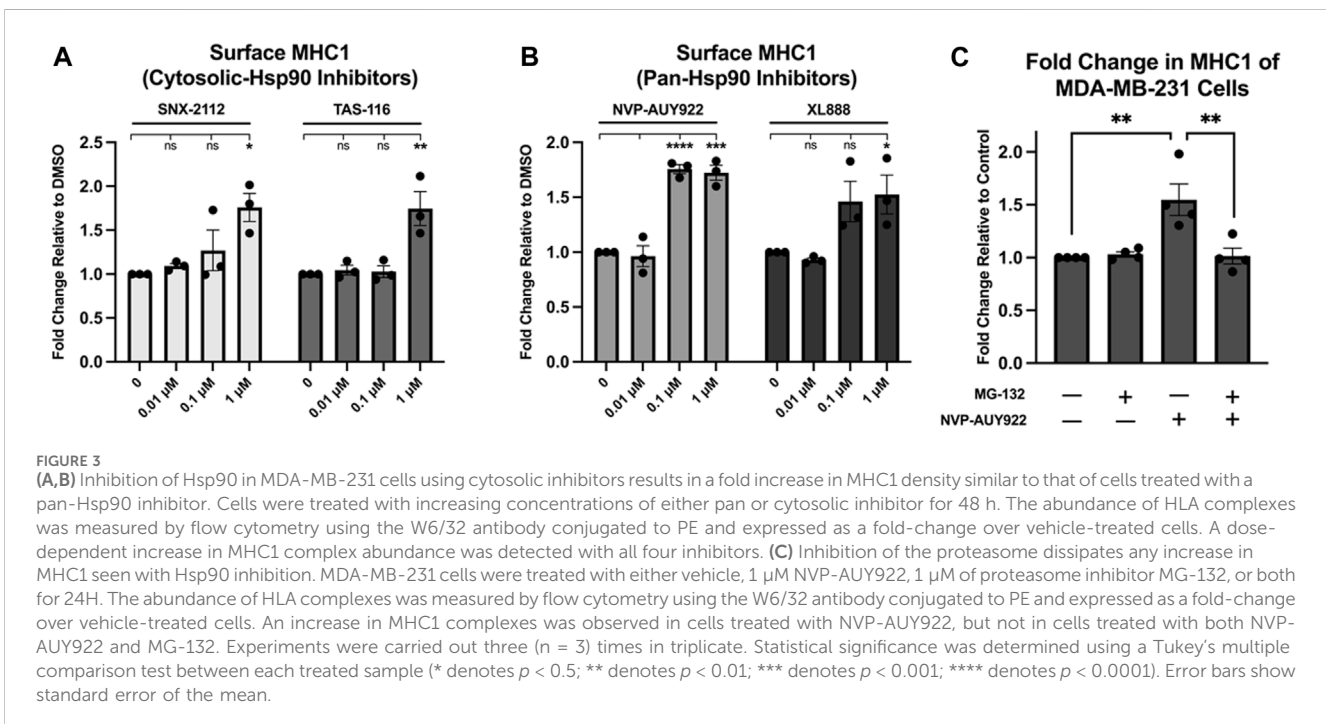 A
Surface MHC1
(Cytosolic-Hsp90 Inhibitors)
SNX-2112
TAS-116
ns
ns
*
ns
ns
**
Fold Change Relative to DMSO
2.5
2.0
1.5
1.0
0.5
0.0
0
0.01 µM
0.1 µM
1 µM
0
0.01 µM
0.1 µM
1 µM
B
Surface MHC1
(Pan-Hsp90 Inhibitors)
NVP-AUY922
XL888
****
***
ns
ns
*
Fold Change Relative to DMSO
2.0
1.5
1.0
0.5
0.0
0
0.01 µM
0.1 µM
1 µM
0
0.01 µM
0.1 µM
1 µM
C
Fold Change in MHC1 of
MDA-MB-231 Cells
**
**
Fold Change Relative to Control
2.0
1.5
1.0
0.5
0.0
MG-132 — + — +
NVP-AUY922 — — + +
FIGURE 3
(A,B) Inhibition of Hsp90 in MDA-MB-231 cells using cytosolic inhibitors results in a fold increase in MHC1 density similar to that of cells treated with a
pan-Hsp90 inhibitor. Cells were treated with increasing concentrations of either pan or cytosolic inhibitor for 48 h. The abundance of HLA complexes
was measured by flow cytometry using the W6/32 antibody conjugated to PE and expressed as a fold-change over vehicle-treated cells. A dose-
dependent increase in MHC1 complex abundance was detected with all four inhibitors. (C) Inhibition of the proteasome dissipates any increase in
MHC1 seen with Hsp90 inhibition. MDA-MB-231 cells were treated with either vehicle, 1 µM NVP-AUY922, 1 µM of proteasome inhibitor MG-132, or both
for 24H. The abundance of HLA complexes was measured by flow cytometry using the W6/32 antibody conjugated to PE and expressed as a fold-change
over vehicle-treated cells. An increase in MHC1 complexes was observed in cells treated with NVP-AUY922, but not in cells treated with both NVP-
AUY922 and MG-132. Experiments were carried out three (n = 3) times in triplicate. Statistical significance was determined using a Tukey's multiple
comparison test between each treated sample (* denotes p < 0.5; ** denotes p < 0.01; *** denotes p < 0.001; **** denotes p < 0.0001). Error bars show
standard error of the mean.